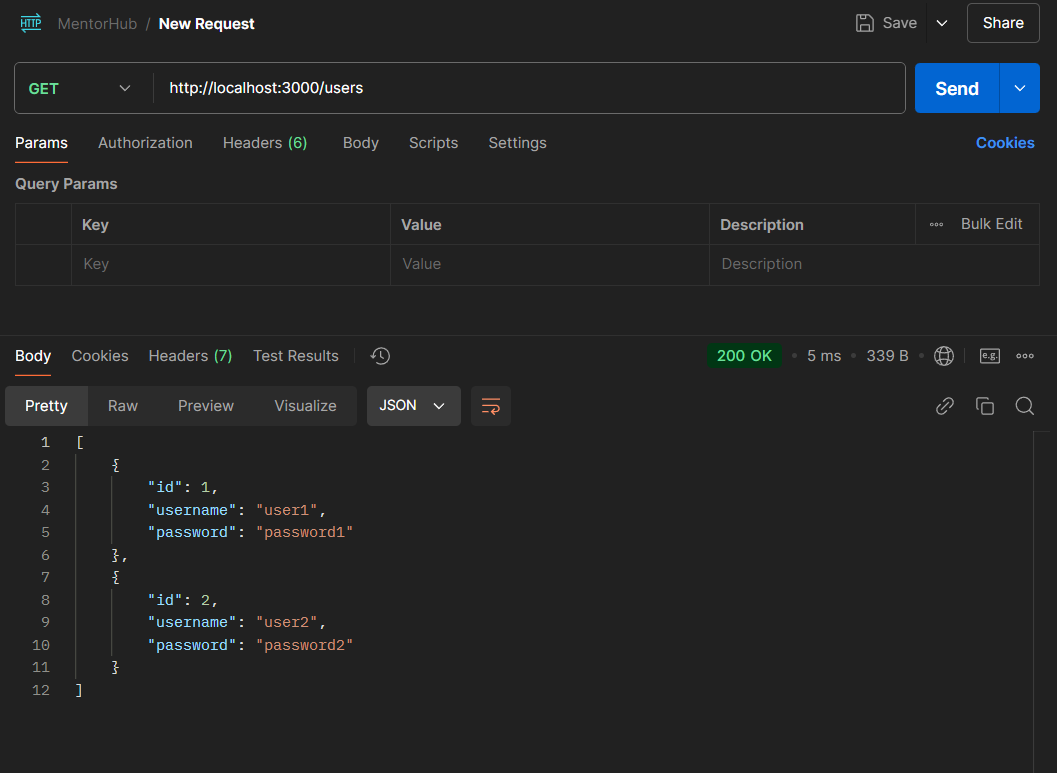 HTTP MentorHub / New Request Save Share
GET http://localhost:3000/users Send
Params Authorization Headers (6) Body Scripts Settings Cookies
Query Params
Key Value Description ooo Bulk Edit
Key Value Description
Body Cookies Headers (7) Test Results 200 OK • 5 ms • 339 B • e.g. ooo
Pretty Raw Preview Visualize JSON
1 [
2 {
3 "id": 1,
4 "username": "user1",
5 "password": "password1"
6 },
7 {
8 "id": 2,
9 "username": "user2",
10 "password": "password2"
11 }
12 ]